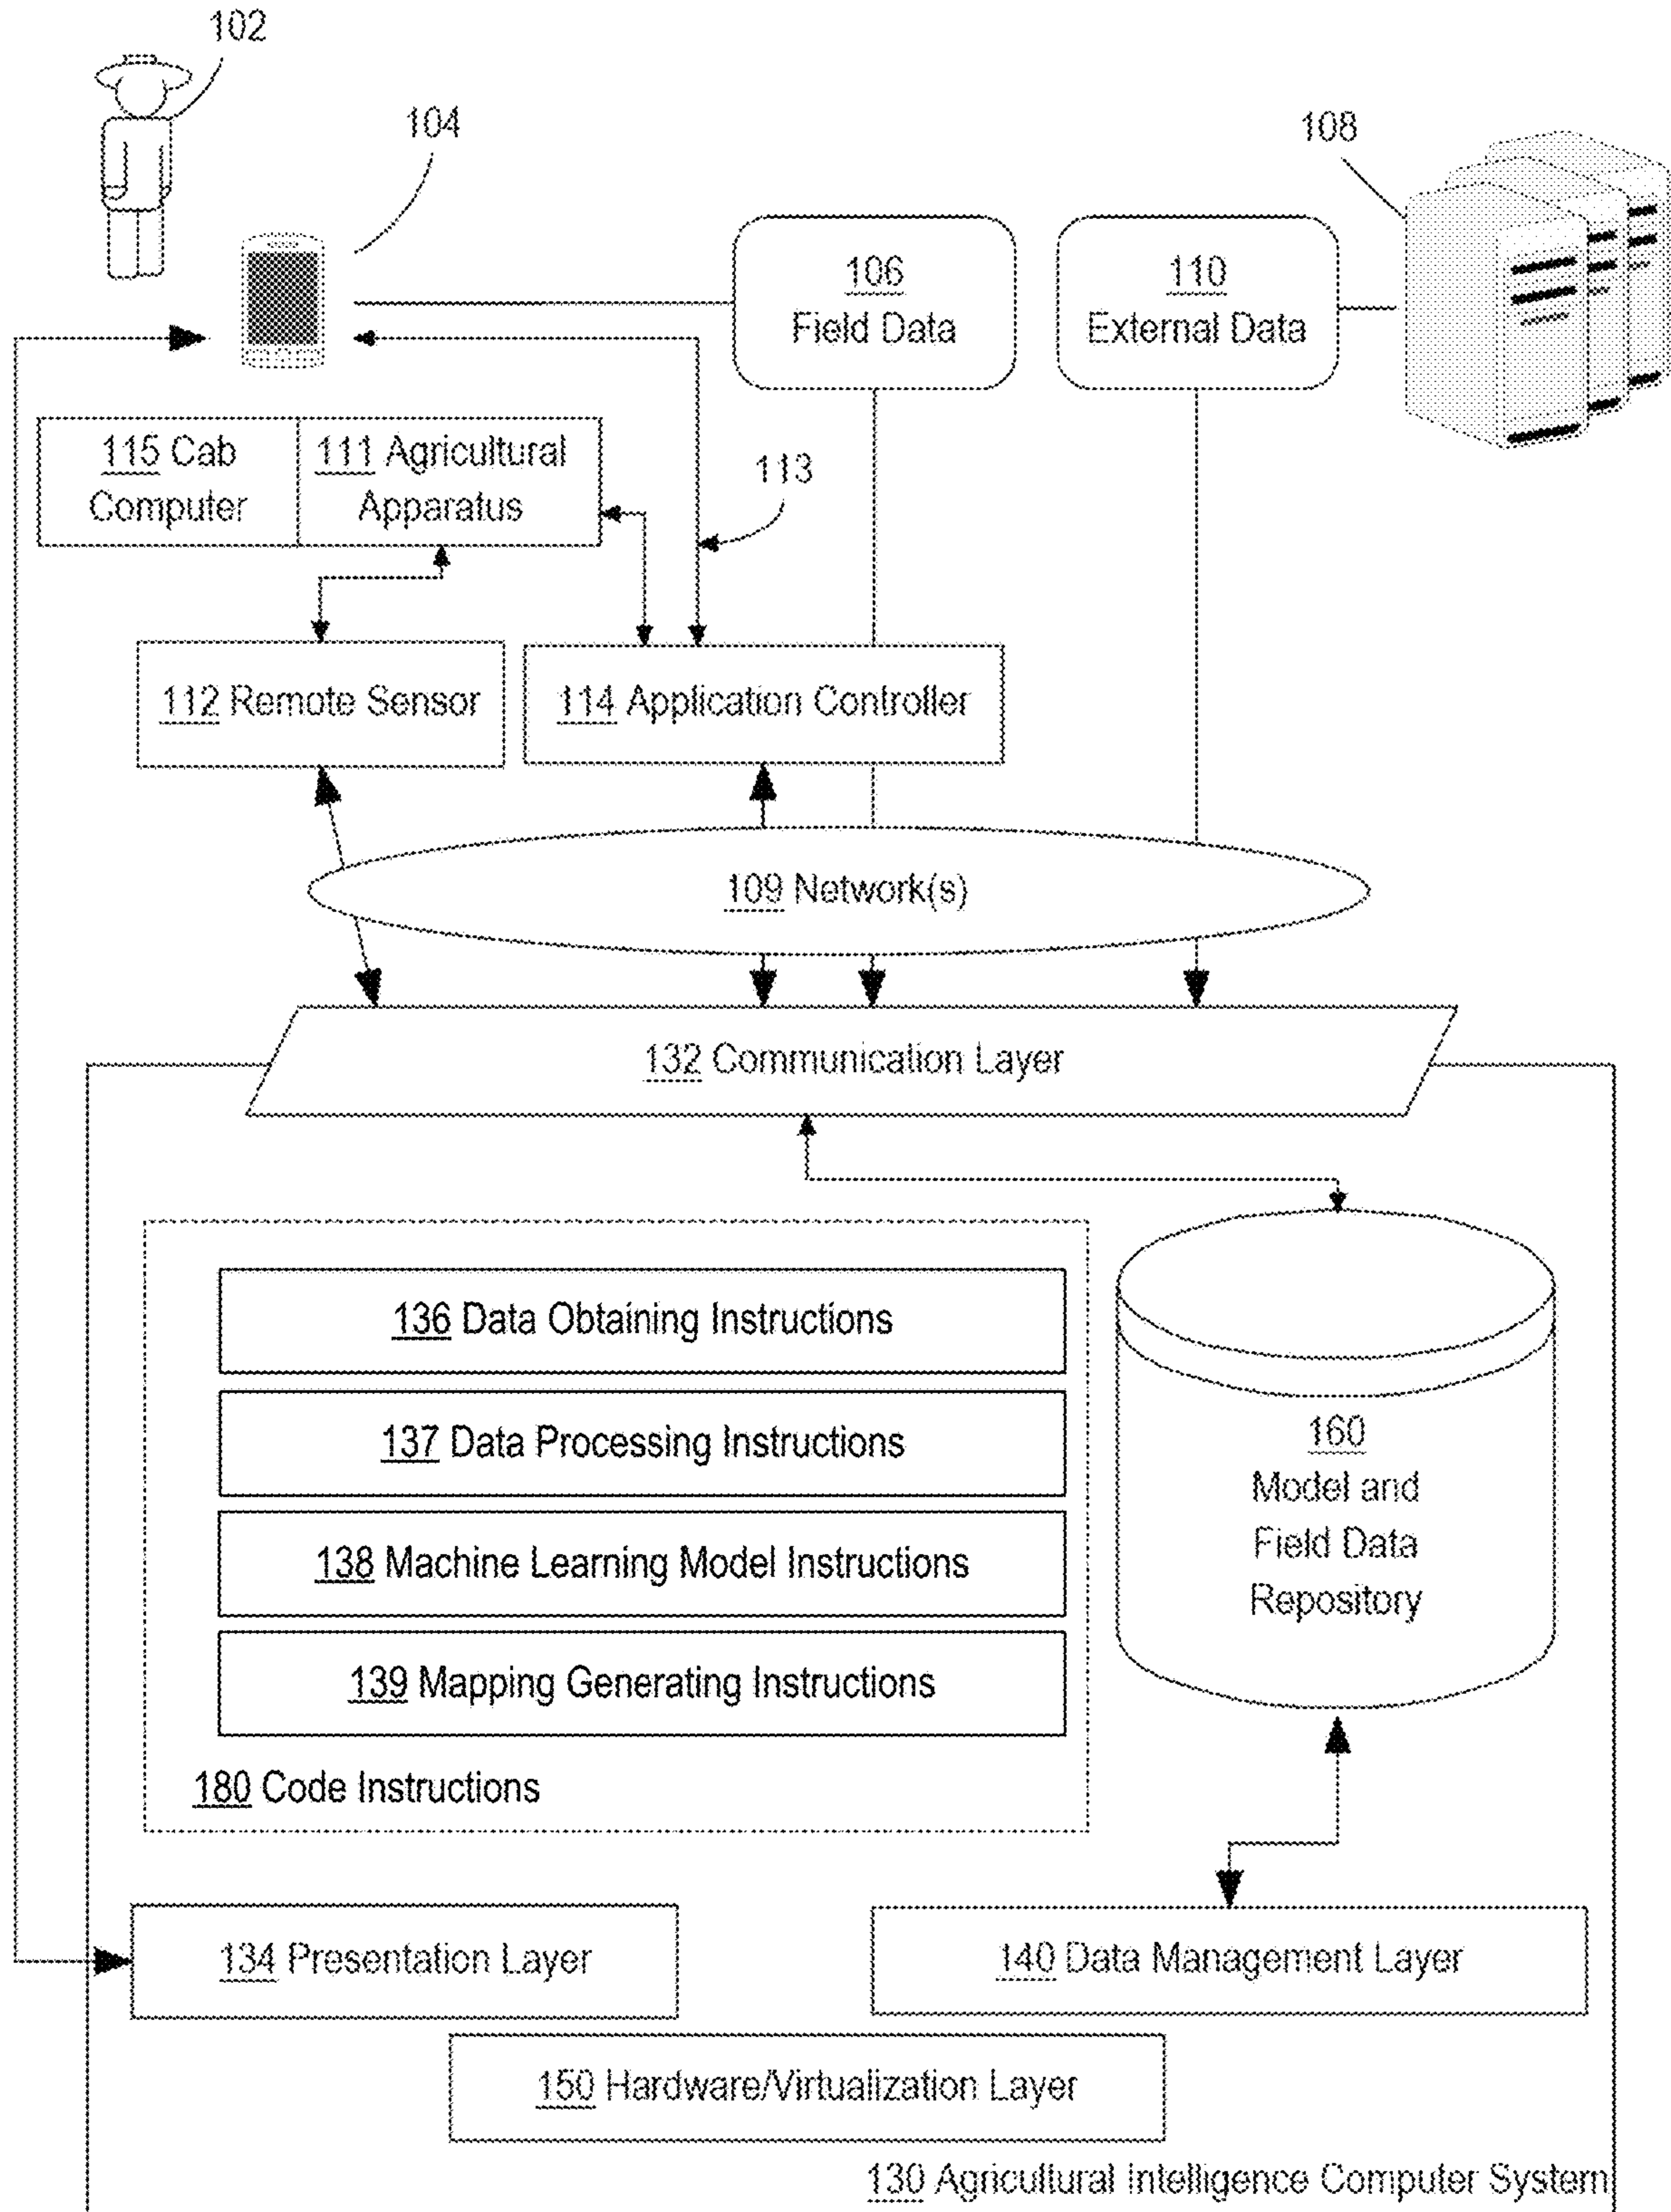 102
104
108
106
Field Data
110
External Data
115 Cab
Computer
111 Agricultural
Apparatus
113
112 Remote Sensor
114 Application Controller
109 Network(s)
132 Communication Layer
136 Data Obtaining Instructions
137 Data Processing Instructions
138 Machine Learning Model Instructions
139 Mapping Generating Instructions
180 Code Instructions
160
Model and
Field Data
Repository
134 Presentation Layer
140 Data Management Layer
150 Hardware/Virtualization Layer
130 Agricultural Intelligence Computer System